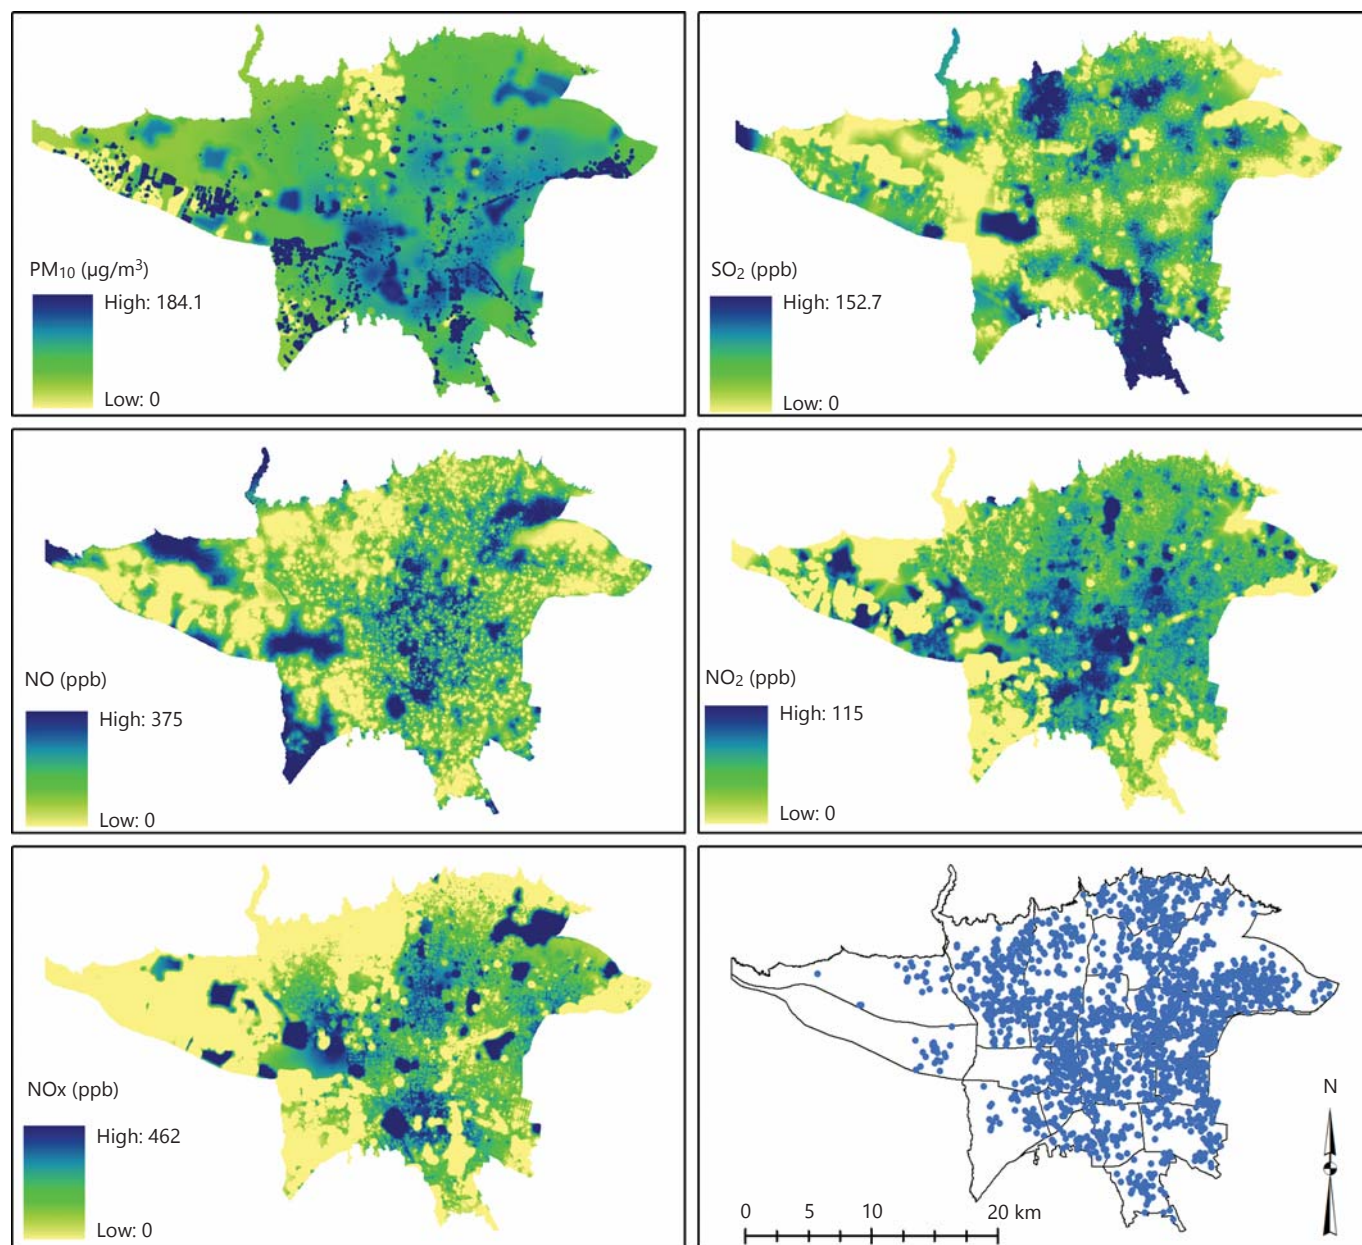 PM₁₀ (µg/m³)
High: 184.1
Low: 0
SO₂ (ppb)
High: 152.7
Low: 0
NO (ppb)
High: 375
Low: 0
NO₂ (ppb)
High: 115
Low: 0
NOx (ppb)
High: 462
Low: 0
N
0 5 10 20 km